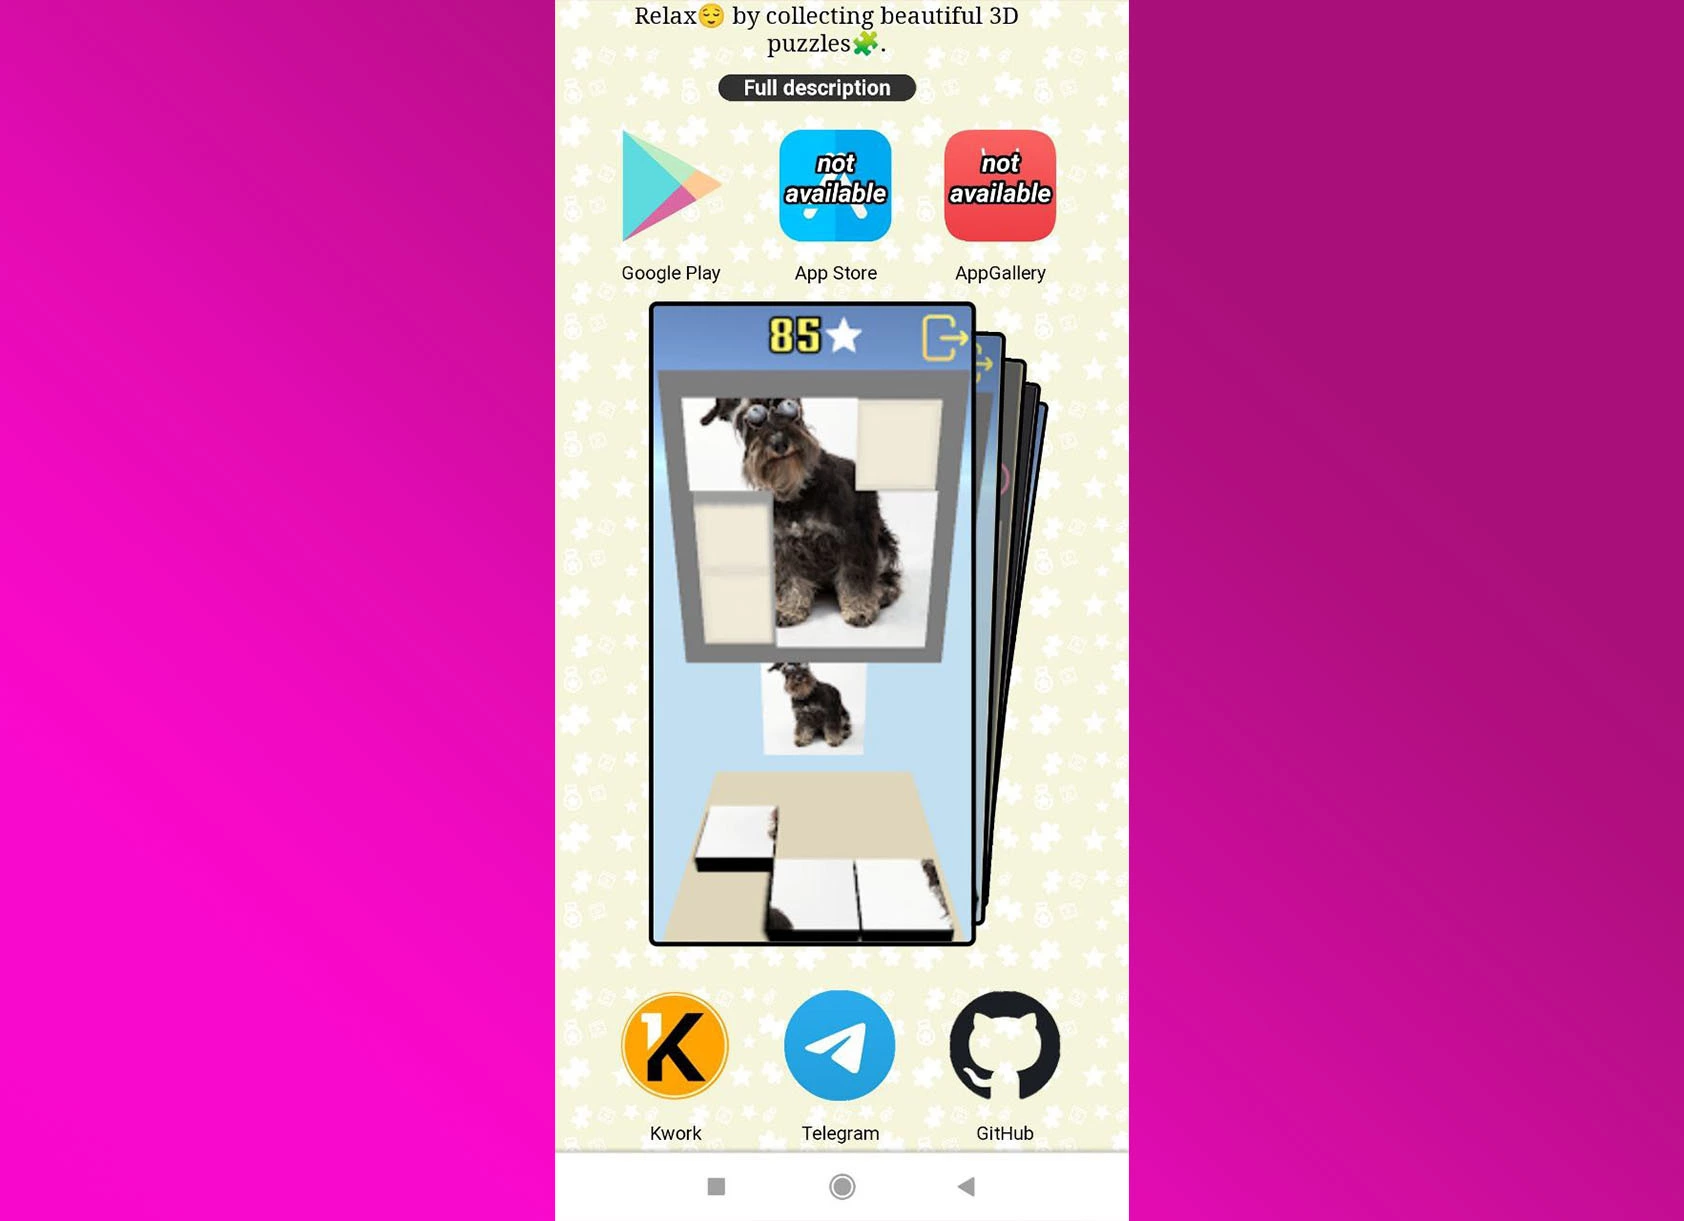 Relax😌 by collecting beautiful 3D
puzzles🧩.
Full description
not
available
not
available
Google Play
App Store
AppGallery
85
Kwork
Telegram
GitHub